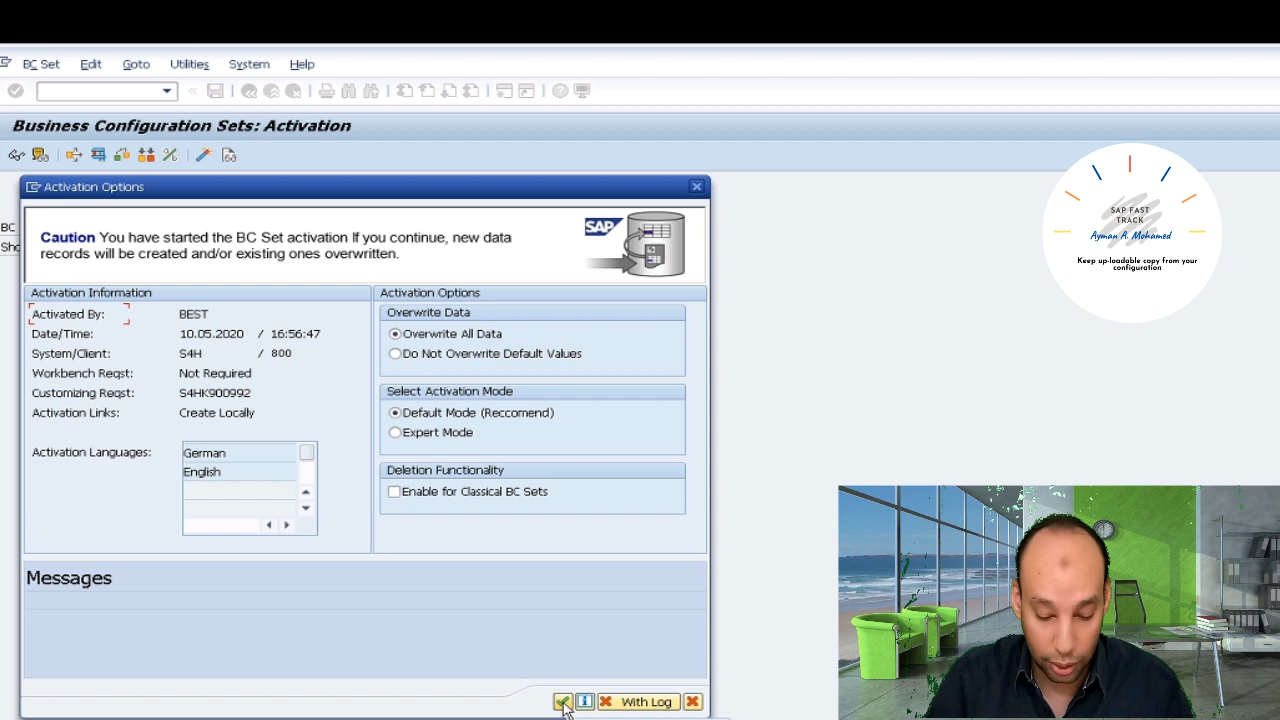 BC Set Edit Goto Utilities System Help
Business Configuration Sets: Activation
BC
Sho
Activation Options
Caution You have started the BC Set activation If you continue, new data
records will be created and/or existing ones overwritten.
SAP
Activation Information
Activated By: BEST
Date/Time: 10.05.2020 / 16:56:47
System/Client: S4H / 800
Workbench Reqst: Not Required
Customizing Reqst: S4HK900992
Activation Links: Create Locally
Activation Languages: German
English
Activation Options
Overwrite Data
Overwrite All Data
Do Not Overwrite Default Values
Select Activation Mode
Default Mode (Reccomend)
Expert Mode
Deletion Functionality
Enable for Classical BC Sets
Messages
With Log
SAP FAST
TRACK
Ayman A. Mohamed
Keep up-loadable copy from your
configuration